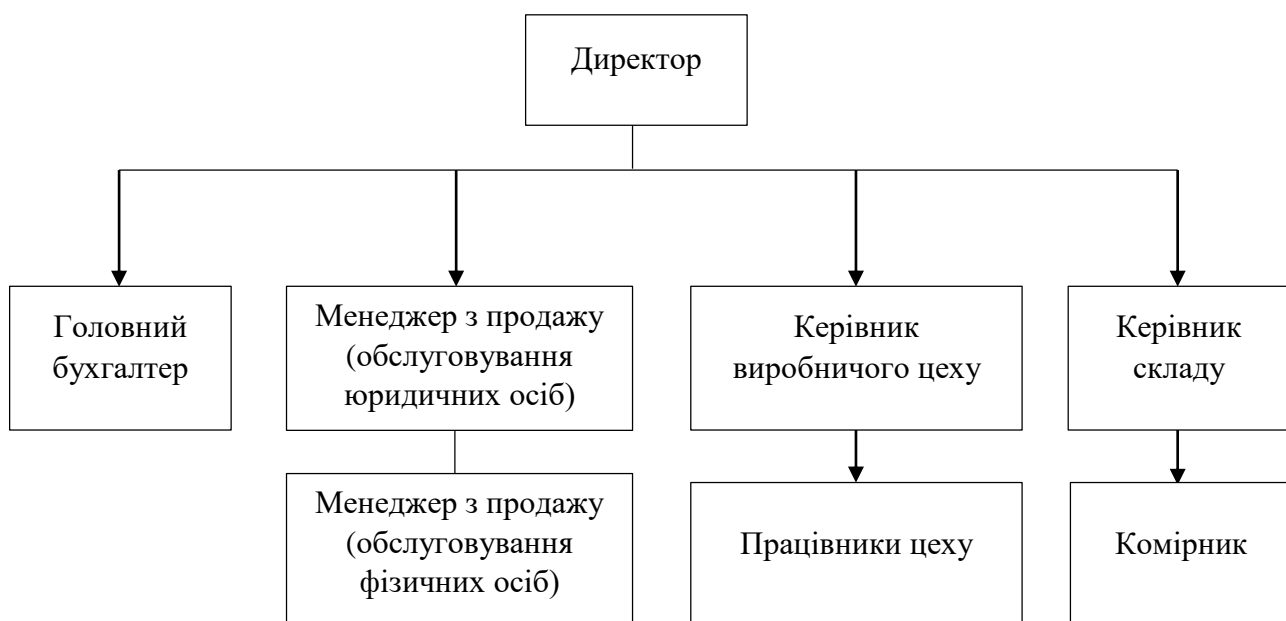 Директор
Головний
бухгалтер
Менеджер з продажу
(обслуговування
юридичних осіб)
Керівник
виробничого цеху
Керівник
складу
Менеджер з продажу
(обслуговування
фізичних осіб)
Працівники цеху
Комірник